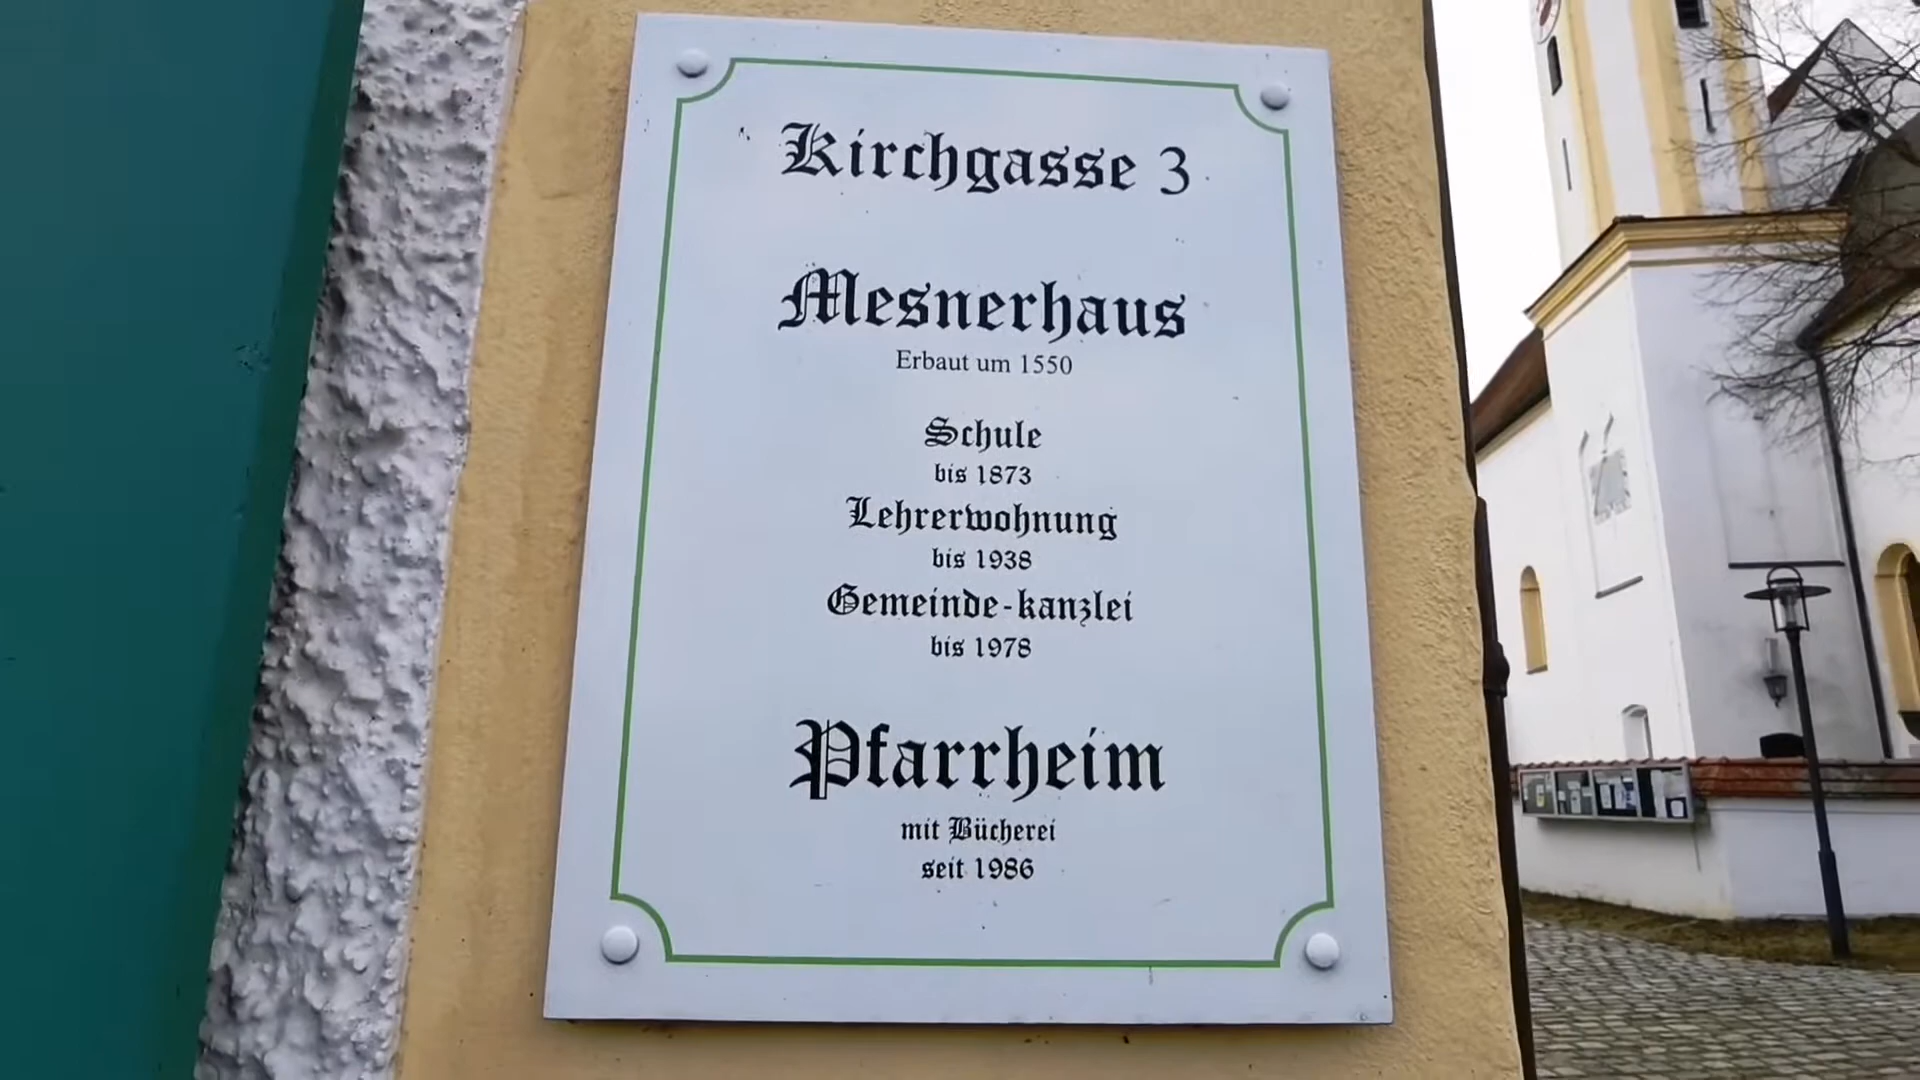 Kirchgasse 3
Mesnerhaus
Erbaut um 1550
Schule
bis 1873
Lehrerwohnung
bis 1938
Gemeinde-kanzlei
bis 1978
Pfarrheim
mit Bücherei
seit 1986